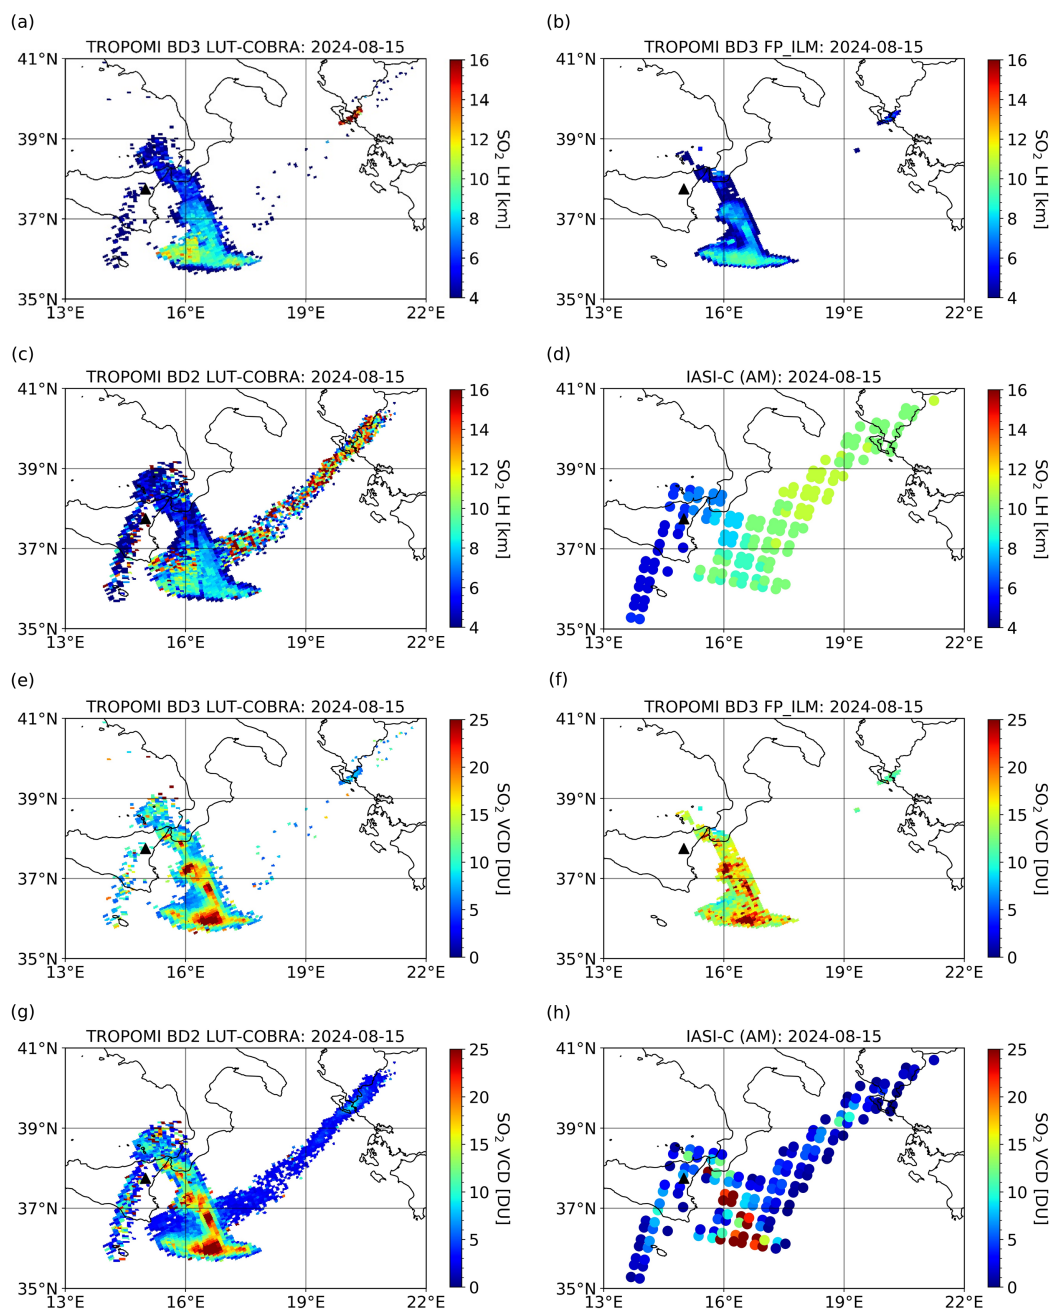 (a)
TROPOMI BD3 LUT-COBRA: 2024-08-15
41°N
39°N
37°N
35°N
13°E 16°E 19°E 22°E
16
14
12
10
8
6
4
SO₂ LH [km]
(b)
TROPOMI BD3 FP_ILM: 2024-08-15
41°N
39°N
37°N
35°N
13°E 16°E 19°E 22°E
16
14
12
10
8
6
4
SO₂ LH [km]
(c)
TROPOMI BD2 LUT-COBRA: 2024-08-15
41°N
39°N
37°N
35°N
13°E 16°E 19°E 22°E
16
14
12
10
8
6
4
SO₂ LH [km]
(d)
IASI-C (AM): 2024-08-15
41°N
39°N
37°N
35°N
13°E 16°E 19°E 22°E
16
14
12
10
8
6
4
SO₂ LH [km]
(e)
TROPOMI BD3 LUT-COBRA: 2024-08-15
41°N
39°N
37°N
35°N
13°E 16°E 19°E 22°E
25
20
15
10
5
0
SO₂ VCD [DU]
(f)
TROPOMI BD3 FP_ILM: 2024-08-15
41°N
39°N
37°N
35°N
13°E 16°E 19°E 22°E
25
20
15
10
5
0
SO₂ VCD [DU]
(g)
TROPOMI BD2 LUT-COBRA: 2024-08-15
41°N
39°N
37°N
35°N
13°E 16°E 19°E 22°E
25
20
15
10
5
0
SO₂ VCD [DU]
(h)
IASI-C (AM): 2024-08-15
41°N
39°N
37°N
35°N
13°E 16°E 19°E 22°E
25
20
15
10
5
0
SO₂ VCD [DU]